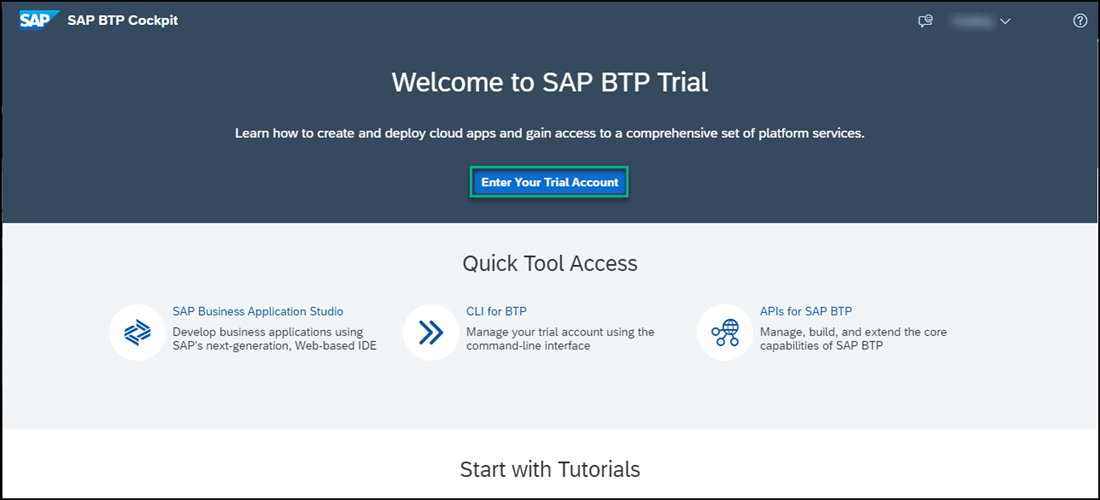 SAP SAP BTP Cockpit
Welcome to SAP BTP Trial
Learn how to create and deploy cloud apps and gain access to a comprehensive set of platform services.
Enter Your Trial Account
Quick Tool Access
SAP Business Application Studio
Develop business applications using
SAP's next-generation, Web-based IDE
CLI for BTP
Manage your trial account using the
command-line interface
APIs for SAP BTP
Manage, build, and extend the core
capabilities of SAP BTP
Start with Tutorials